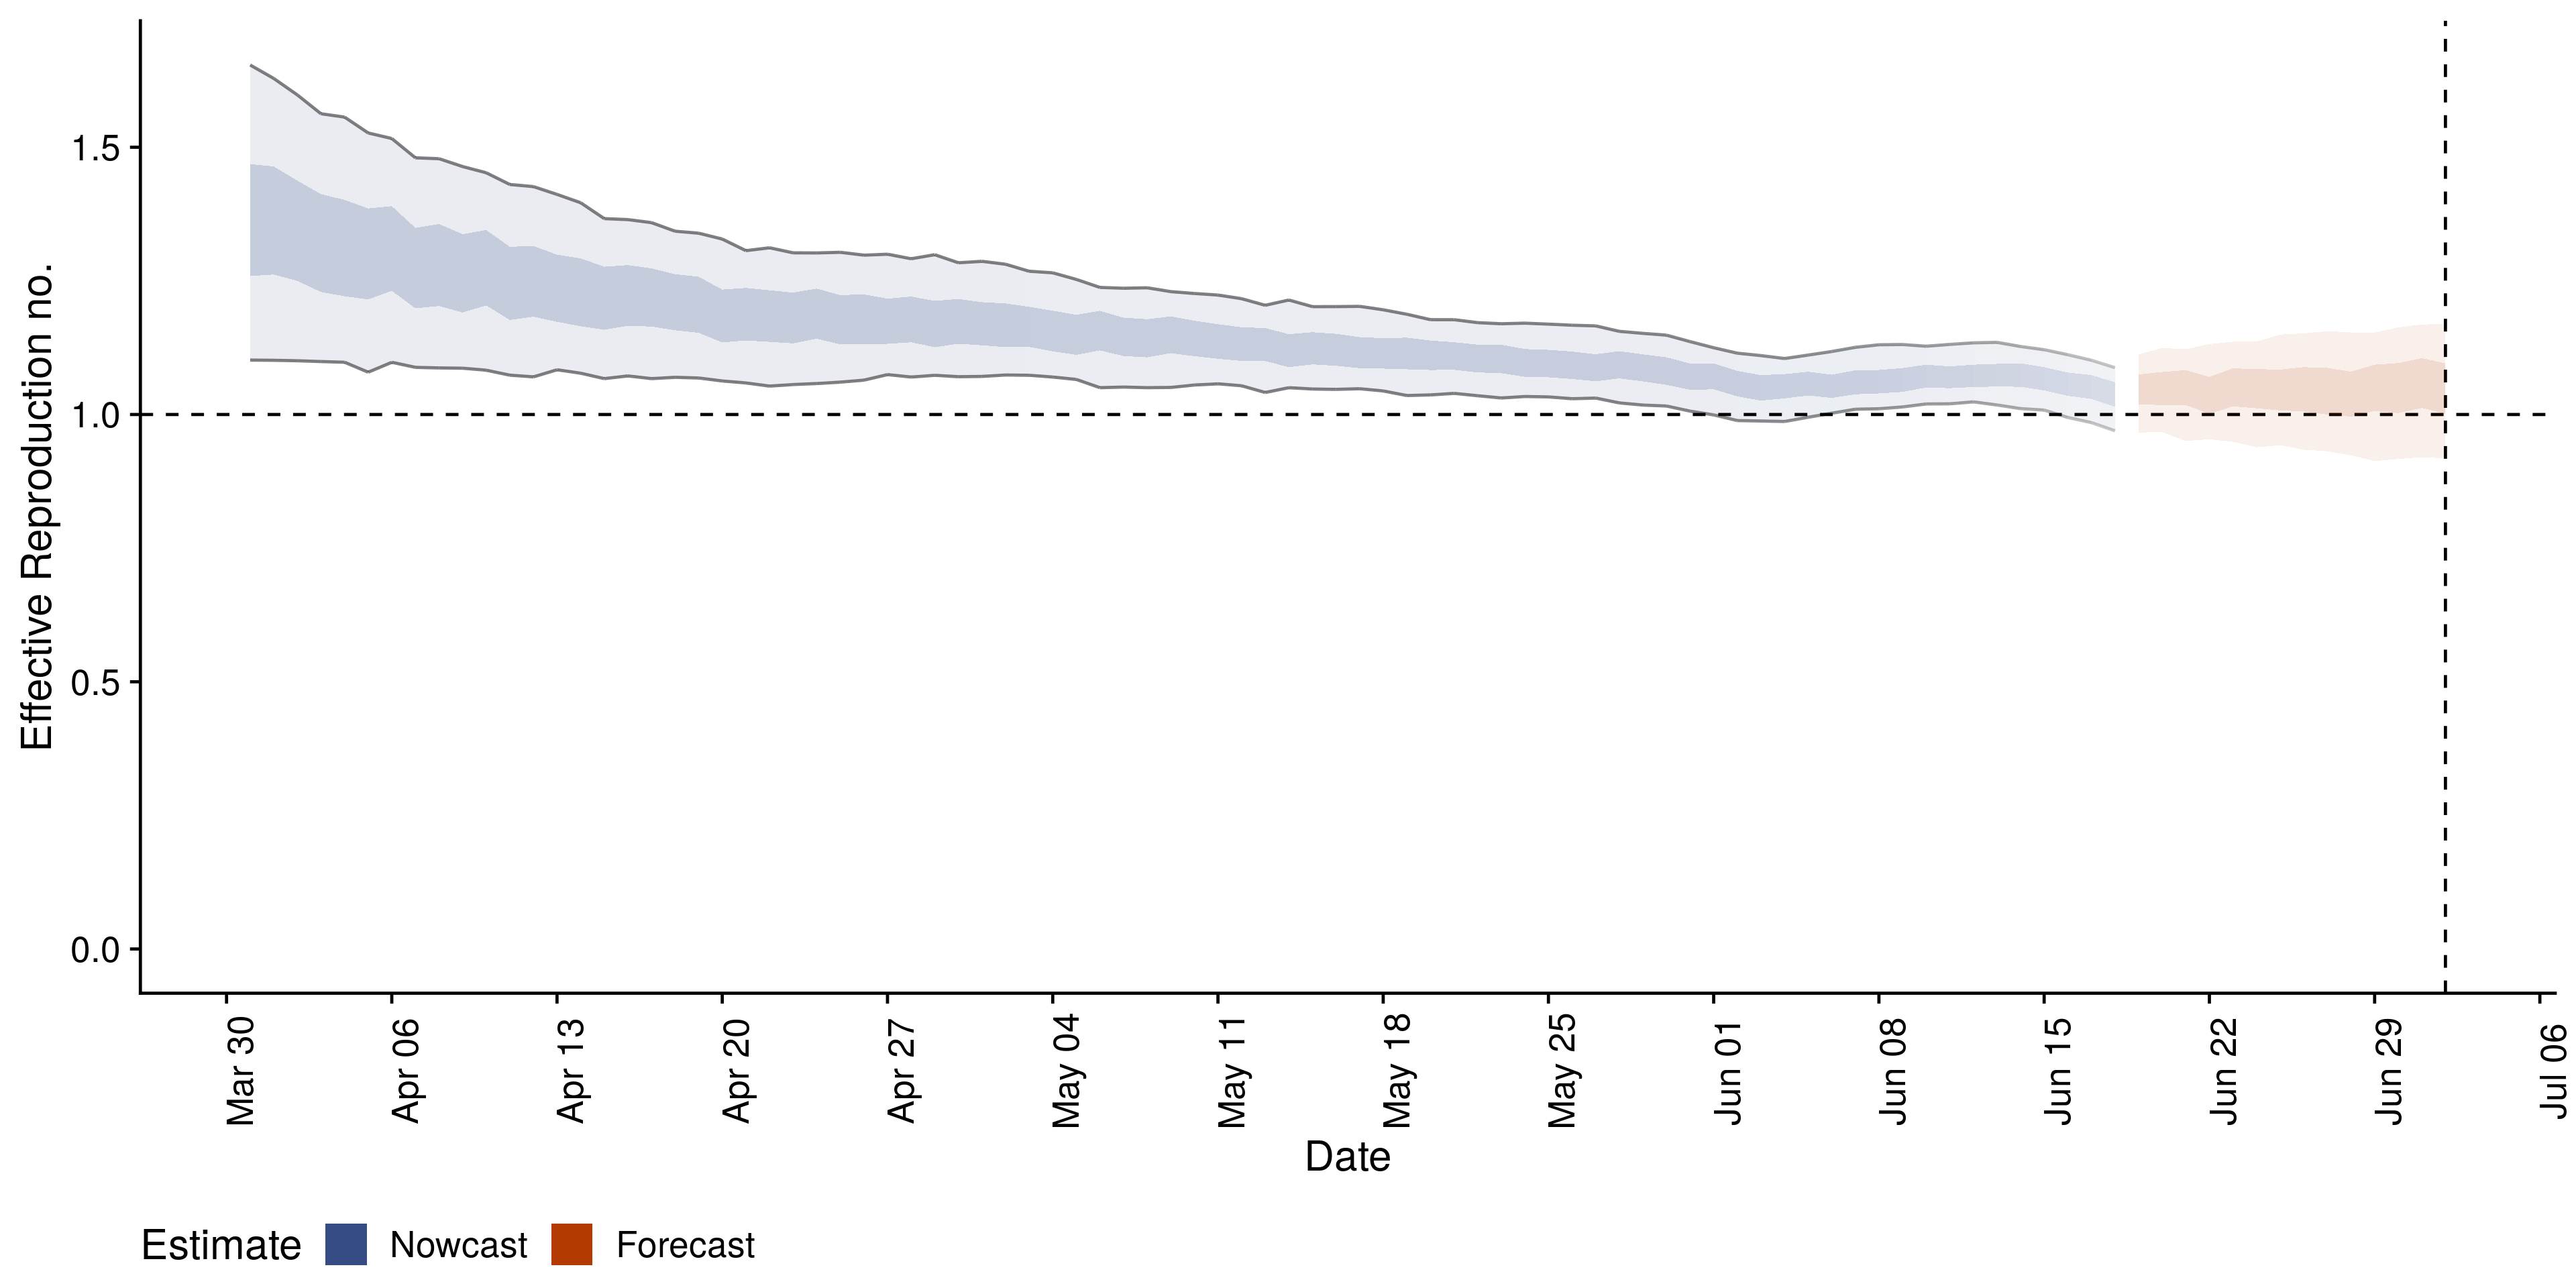 Effective Reproduction no.
1.5
1.0
0.5
0.0
Mar 30
Apr 06
Apr 13
Apr 20
Apr 27
May 04
May 11
May 18
May 25
Jun 01
Jun 08
Jun 15
Jun 22
Jun 29
Jul 06
Date
Estimate Nowcast Forecast